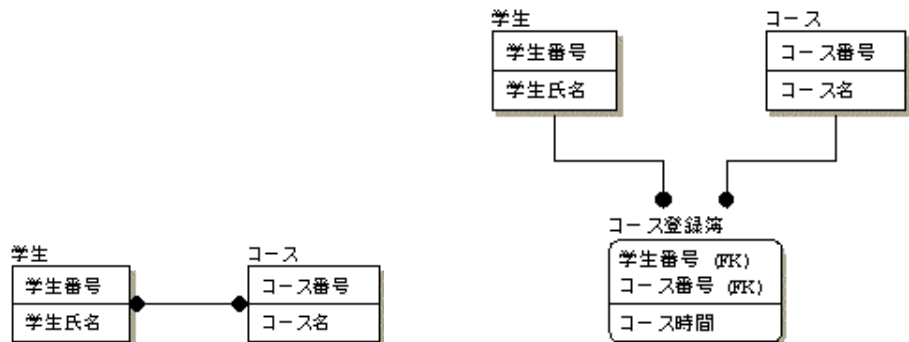 学生
学生番号
学生氏名
コース
コース番号
コース名
学生
学生番号
学生氏名
コース
コース番号
コース名
コース登録簿
学生番号 (FK)
コース番号 (FK)
コース時間